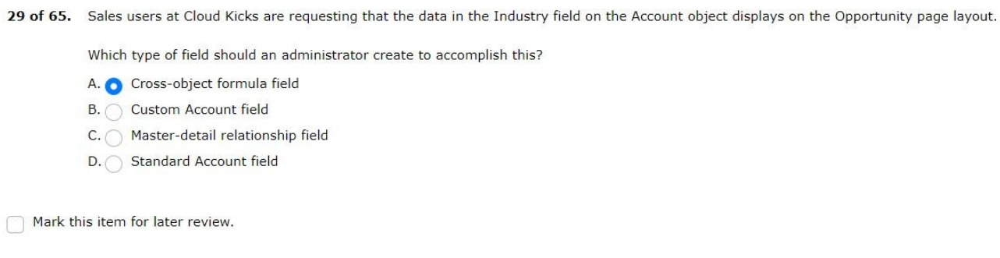 29 of 65. Sales users at Cloud Kicks are requesting that the data in the Industry field on the Account object displays on the Opportunity page layout.
Which type of field should an administrator create to accomplish this?
A. Cross-object formula field
B. Custom Account field
C. Master-detail relationship field
D. Standard Account field
Mark this item for later review.